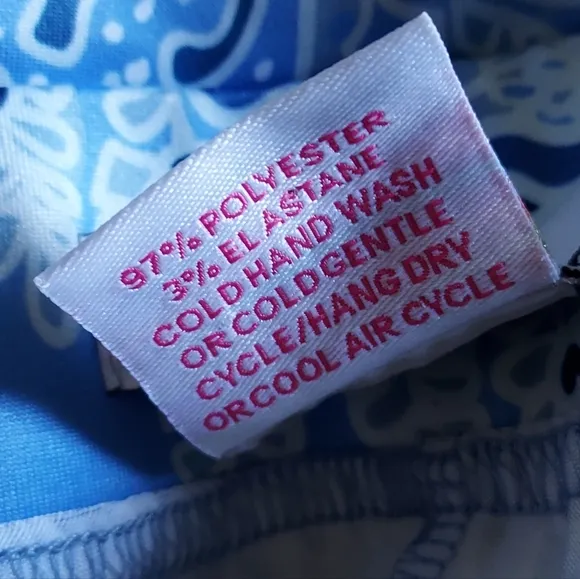 97% POLYESTER
3% ELASTANE
COLD HAND WASH
OR COLD GENTLE
CYCLE/HANG DRY
OR COOL AIR CYCLE